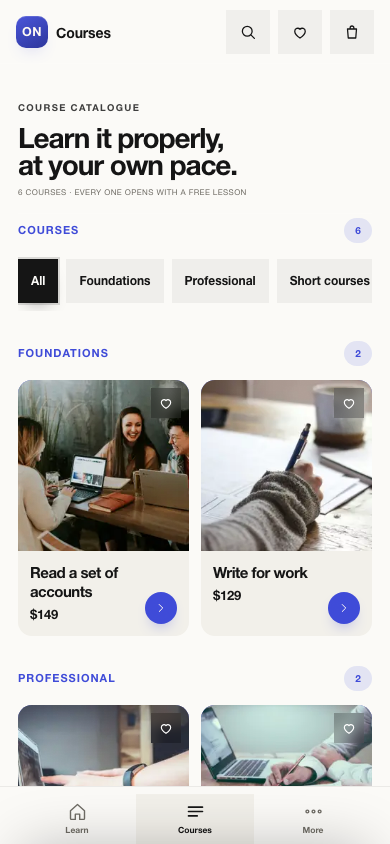 ON Courses
COURSE CATALOGUE
Learn it properly,
at your own pace.
6 COURSES · EVERY ONE OPENS WITH A FREE LESSON
COURSES 6
All Foundations Professional Short courses
FOUNDATIONS 2
Read a set of
accounts
$149
Write for work
$129
PROFESSIONAL 2
Learn Courses More